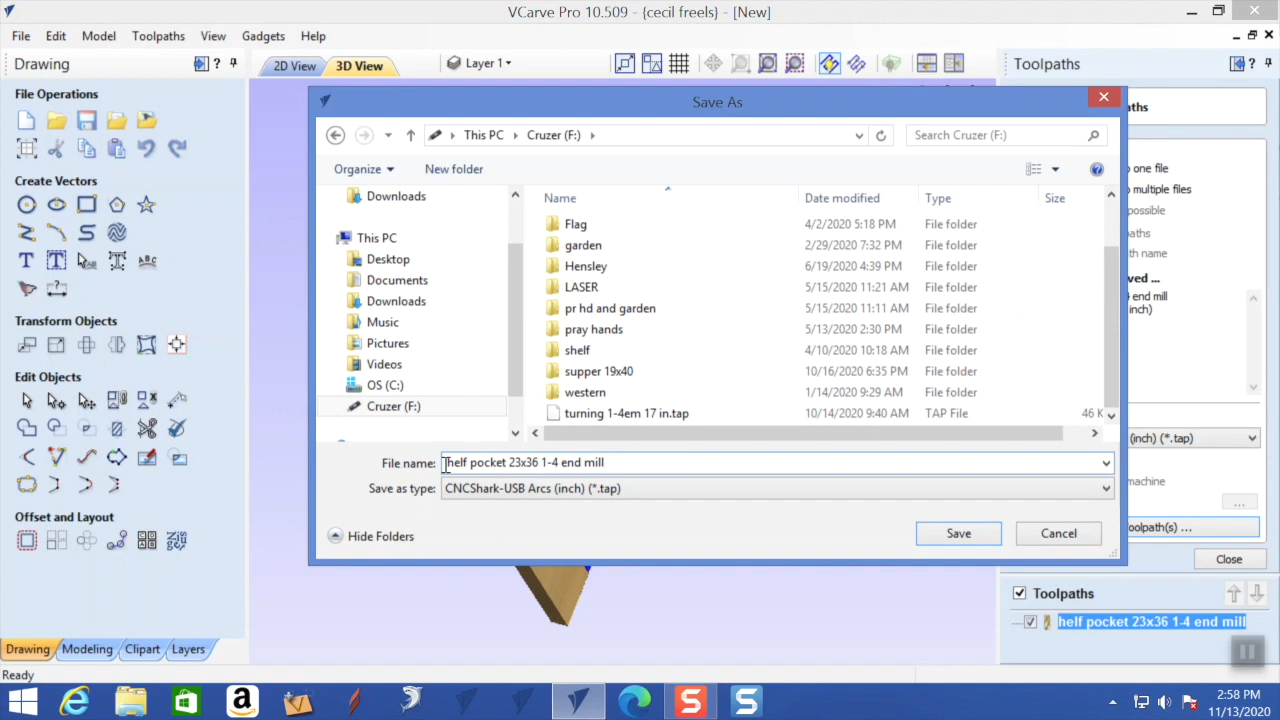 VCarve Pro 10.509 - {cecil freels} - [New]
File Edit Model Toolpaths View Gadgets Help
Drawing
2D View 3D View Layer 1
Toolpaths
File Operations
Create Vectors
Transform Objects
Edit Objects
Offset and Layout
Drawing Modeling Clipart Layers
Ready
Save As
This PC Cruzer (F:)
Search Cruzer (F:)
Organize New folder
Downloads
This PC
Desktop
Documents
Downloads
Music
Pictures
Videos
OS (C:)
Cruzer (F:)
Name Date modified Type Size
Flag 4/2/2020 5:18 PM File folder
garden 2/29/2020 7:32 PM File folder
Hensley 6/19/2020 4:39 PM File folder
LASER 5/15/2020 11:21 AM File folder
pr hd and garden 5/15/2020 11:11 AM File folder
pray hands 5/13/2020 2:30 PM File folder
shelf 4/10/2020 10:18 AM File folder
supper 19x40 10/16/2020 6:35 PM File folder
western 1/14/2020 9:29 AM File folder
turning 1-4em 17 in.tap 10/14/2020 9:40 AM TAP File 46 K
File name: helf pocket 23x36 1-4 end mill
Save as type: CNCShark-USB Arcs (inch) (*.tap)
Hide Folders
Save Cancel
ths
o one file
o multiple files
possible
aths
th name
ved ...
4 end mill
inch)
(inch) (*.tap)
machine
...
oolpath(s) ...
Close
Toolpaths
helf pocket 23x36 1-4 end mill
2:58 PM
11/13/2020